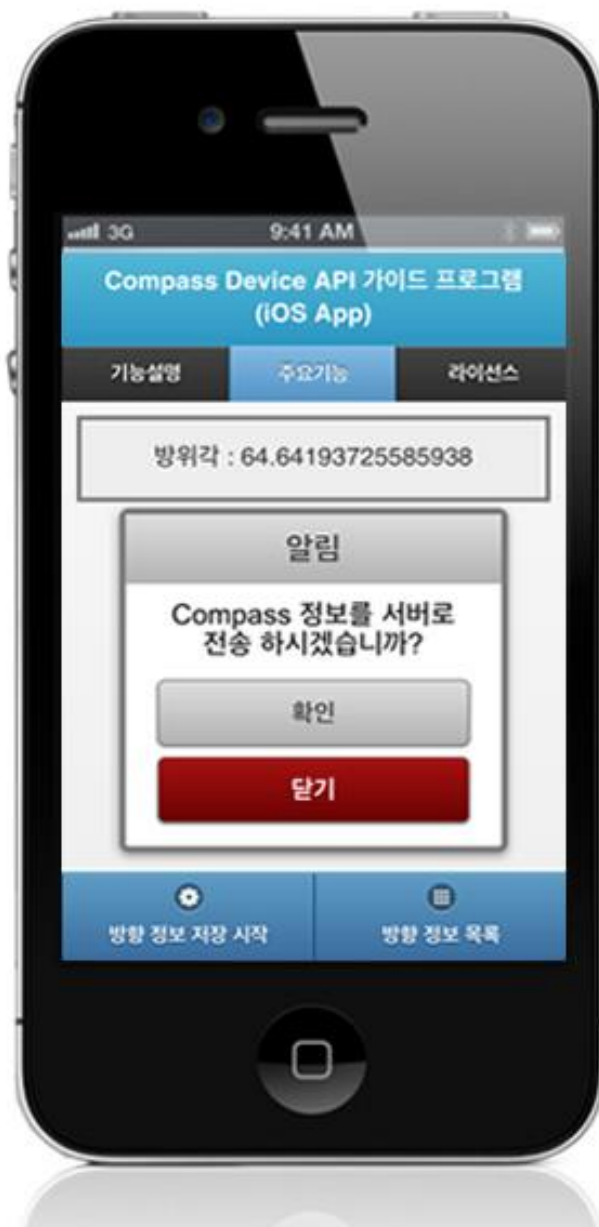 3G 9:41 AM
Compass Device API 가이드 프로그램
(iOS App)
기능설명 주요기능 라이선스
방위각 : 64.64193725585938
알림
Compass 정보를 서버로
전송 하시겠습니까?
확인
닫기
방향 정보 저장 시작 방향 정보 목록